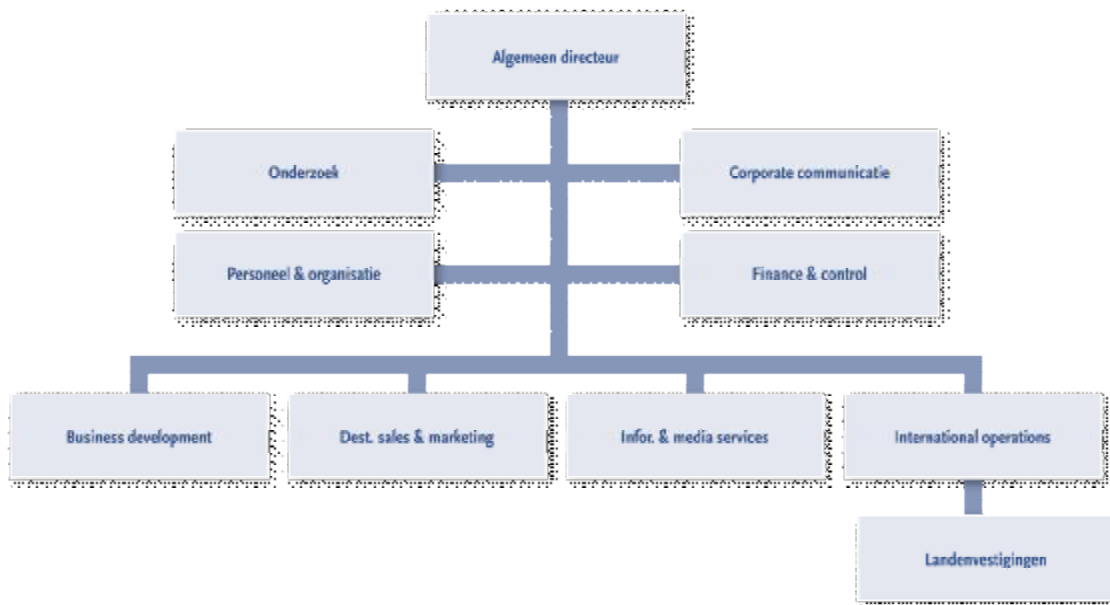 Algemeen directeur
Onderzoek
Corporate communicatie
Personeel & organisatie
Finance & control
Business development
Dest. sales & marketing
Infor. & media services
International operations
Landenvestigingen